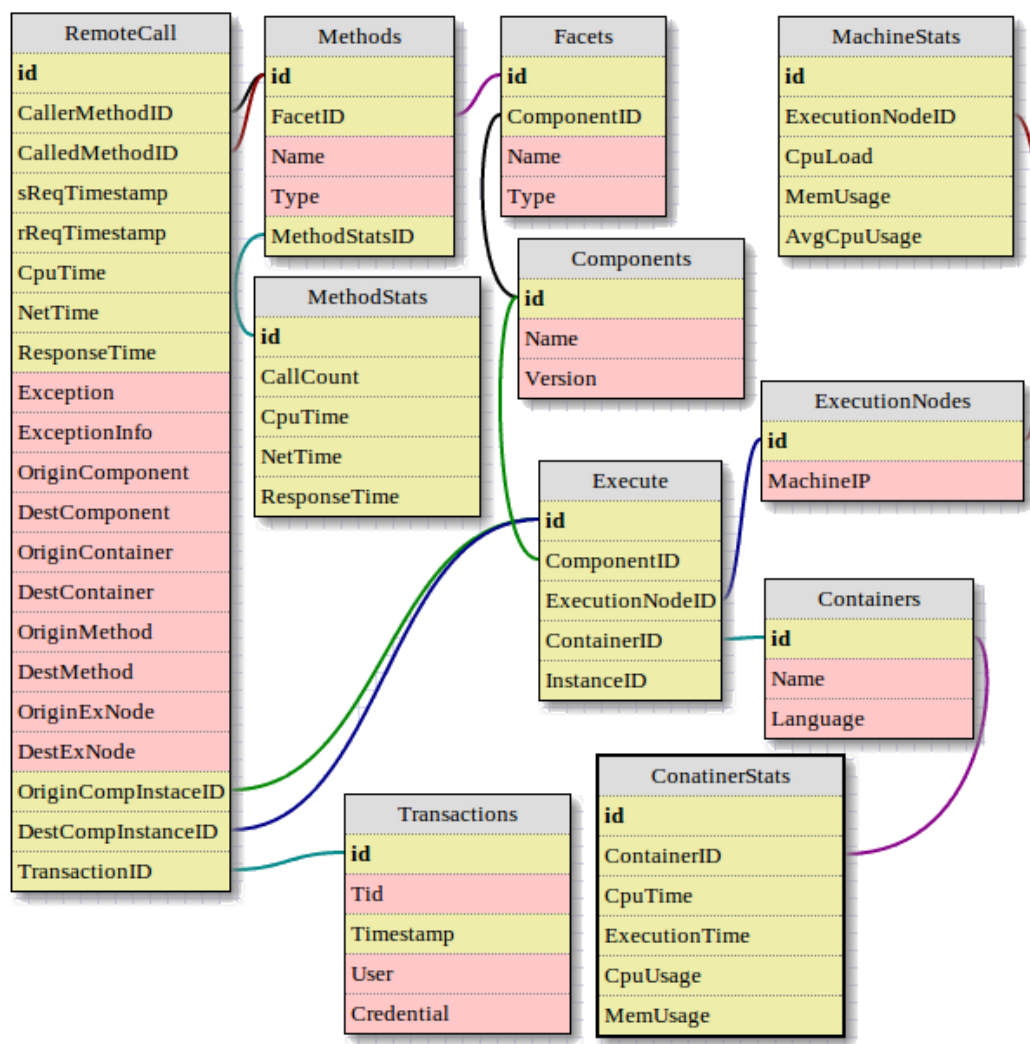 RemoteCall
id
CallerMethodID
CalledMethodID
sReqTimestamp
rReqTimestamp
CpuTime
NetTime
ResponseTime
Exception
ExceptionInfo
OriginComponent
DestComponent
OriginContainer
DestContainer
OriginMethod
DestMethod
OriginExNode
DestExNode
OriginCompInstaceID
DestCompInstanceID
TransactionID
Methods
id
FacetID
Name
Type
MethodStatsID
MethodStats
id
CallCount
CpuTime
NetTime
ResponseTime
Facets
id
ComponentID
Name
Type
Components
id
Name
Version
MachineStats
id
ExecutionNodeID
CpuLoad
MemUsage
AvgCpuUsage
ExecutionNodes
id
MachineIP
Execute
id
ComponentID
ExecutionNodeID
ContainerID
InstanceID
Containers
id
Name
Language
ConatinerStats
id
ContainerID
CpuTime
ExecutionTime
CpuUsage
MemUsage
Transactions
id
Tid
Timestamp
User
Credential